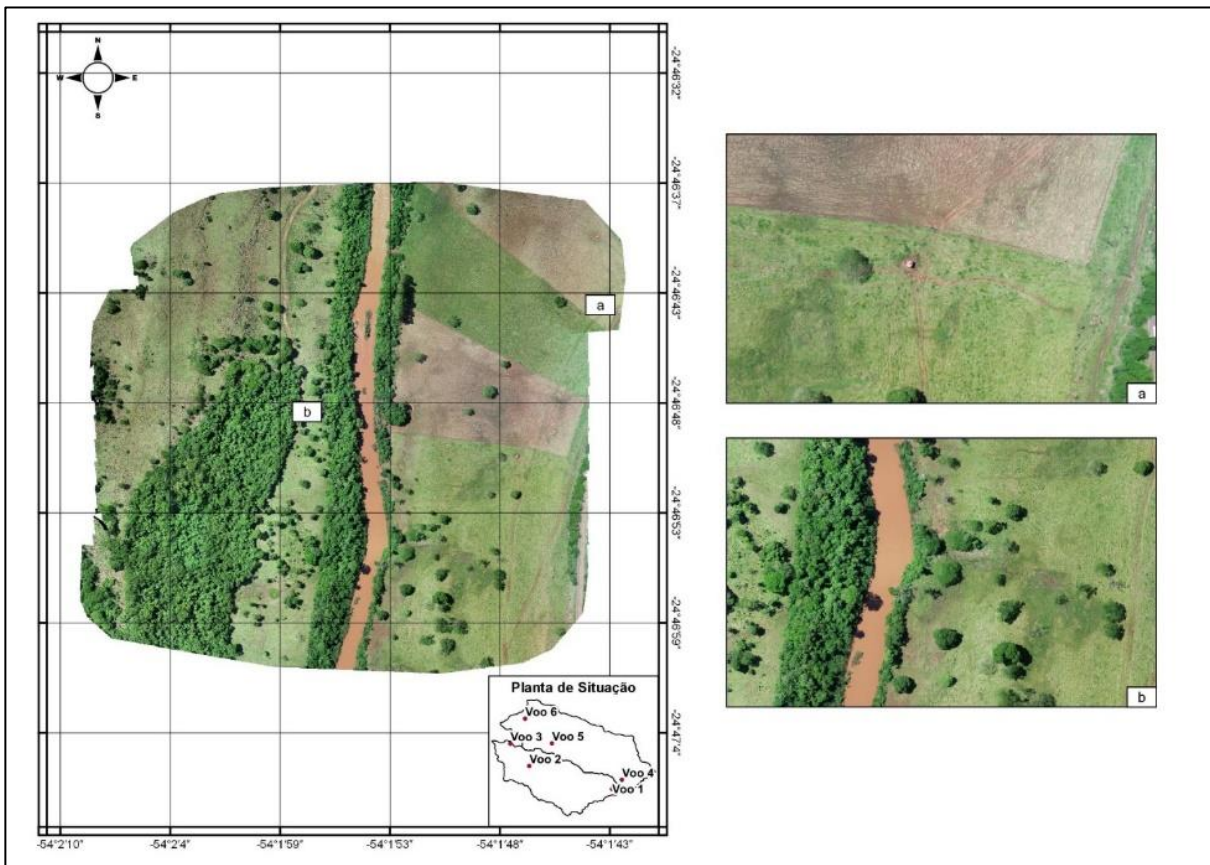 N
W E
S
-24°46'32"
-24°46'37"
-24°46'43"
-24°46'48"
-24°46'53"
-24°46'59"
-24°47'4"
a
b
Planta de Situação
Voo 6
Voo 3 Voo 5
Voo 2
Voo 4
Voo 1
-54°2'10" -54°2'4" -54°1'59" -54°1'53" -54°1'48" -54°1'43"
a
b